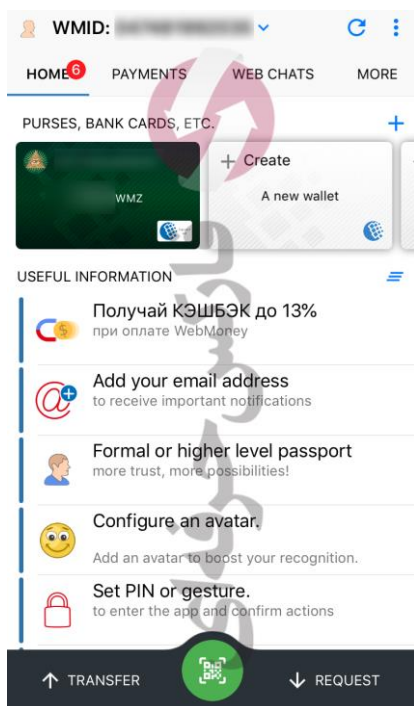 WMID:
HOME 6 PAYMENTS WEB CHATS MORE
PURSES, BANK CARDS, ETC.
WMZ
Create
A new wallet
USEFUL INFORMATION
Получай КЭШБЭК до 13%
при оплате WebMoney
Add your email address
to receive important notifications
Formal or higher level passport
more trust, more possibilities!
Configure an avatar.
Add an avatar to boost your recognition.
Set PIN or gesture.
to enter the app and confirm actions
TRANSFER REQUEST